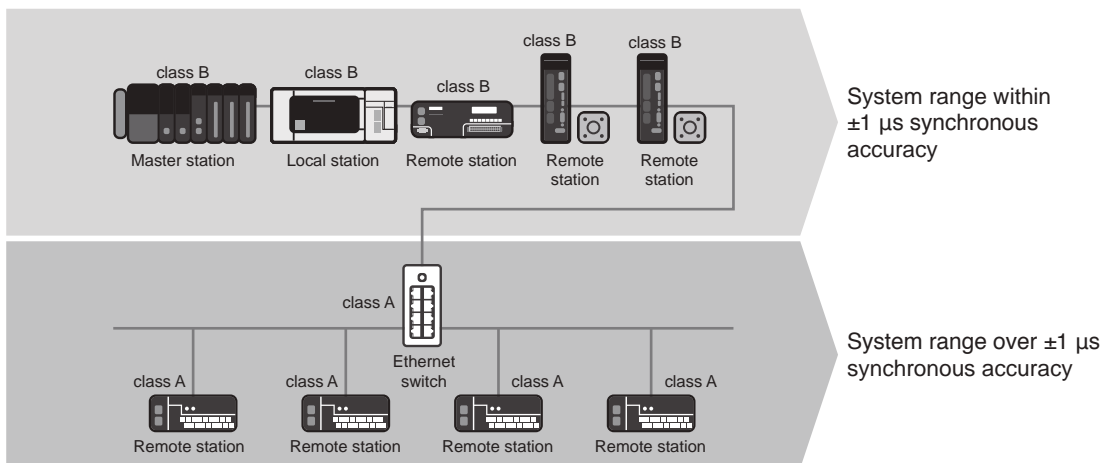 class B
class B
class B
class B
class B
Master station
Local station
Remote station
Remote
station
Remote
station
System range within
±1 μs synchronous
accuracy
class A
Ethernet
switch
class A
class A
class A
class A
Remote station
Remote station
Remote station
Remote station
System range over ±1 μs
synchronous accuracy